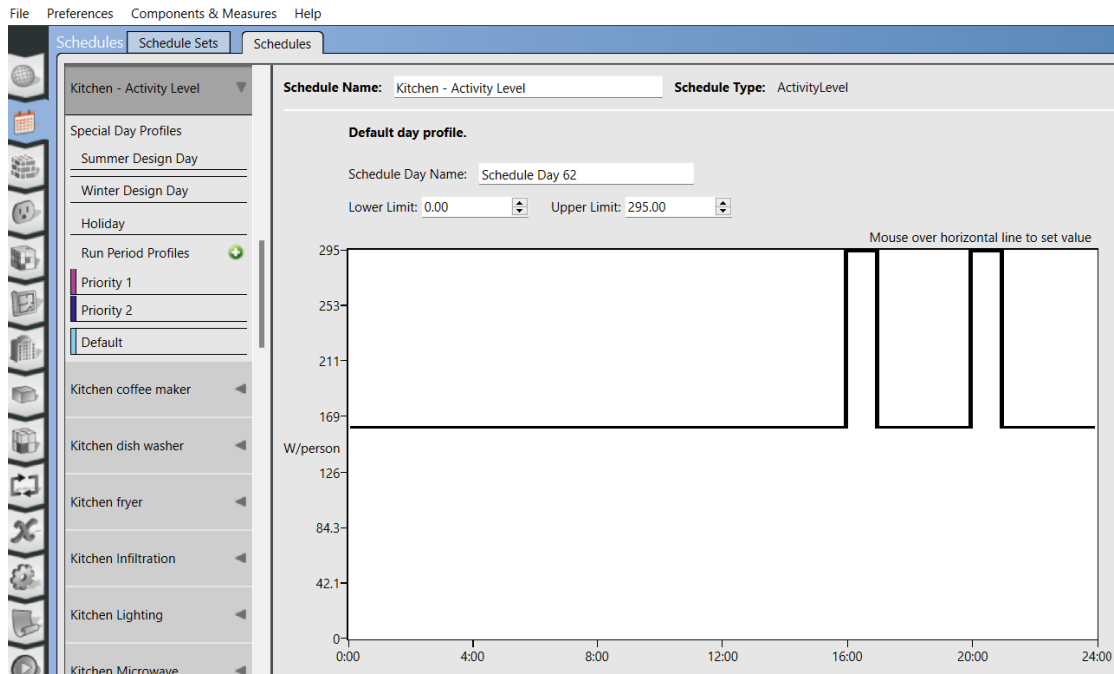 File Preferences Components & Measures Help
Schedules Schedule Sets Schedules
Kitchen - Activity Level
Special Day Profiles
Summer Design Day
Winter Design Day
Holiday
Run Period Profiles
Priority 1
Priority 2
Default
Kitchen coffee maker
Kitchen dish washer
Kitchen fryer
Kitchen Infiltration
Kitchen Lighting
Kitchen Microwave
Schedule Name: Kitchen - Activity Level Schedule Type: ActivityLevel
Default day profile.
Schedule Day Name: Schedule Day 62
Lower Limit: 0.00 Upper Limit: 295.00
Mouse over horizontal line to set value
295
253
211
169
W/person
126
84.3
42.1
0
0:00 4:00 8:00 12:00 16:00 20:00 24:00